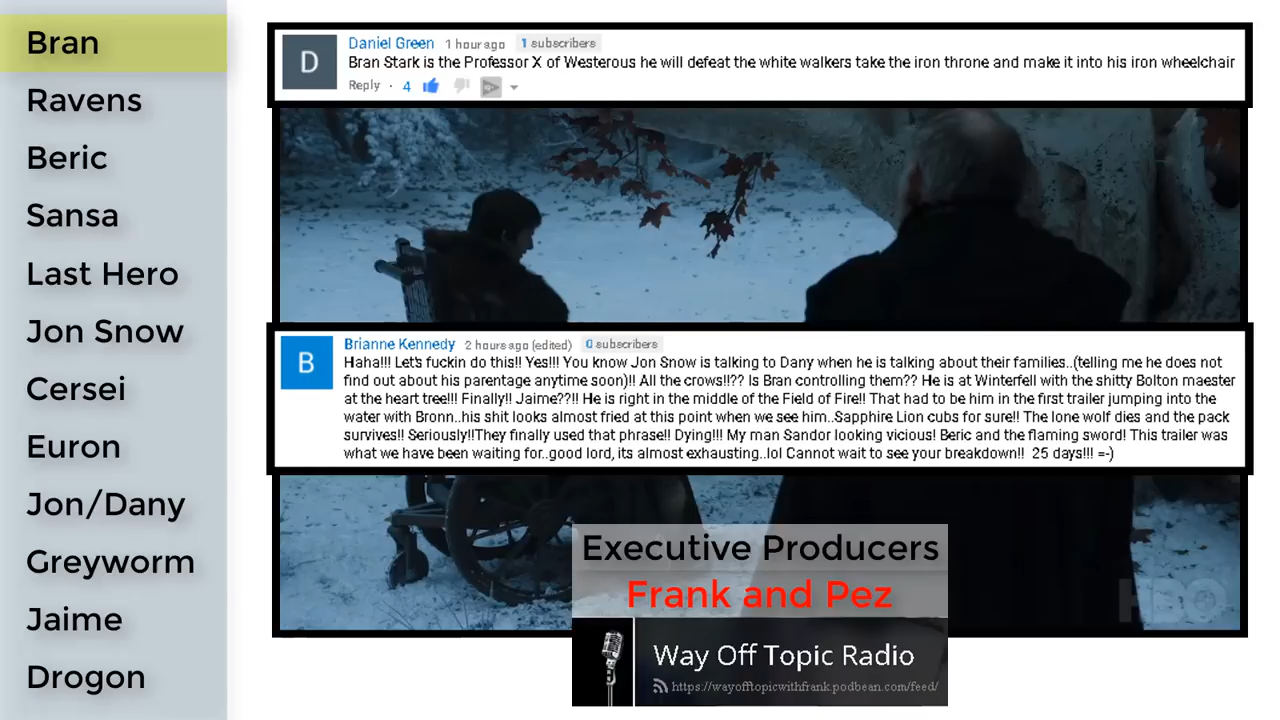 Bran
Ravens
Beric
Sansa
Last Hero
Jon Snow
Cersei
Euron
Jon/Dany
Greyworm
Jaime
Drogon
D
Daniel Green 1 hour ago 1 subscribers
Bran Stark is the Professor X of Westerous he will defeat the white walkers take the iron throne and make it into his iron wheelchair
Reply · 4
B
Brianne Kennedy 2 hours ago (edited) 0 subscribers
Haha!!! Let's fuckin do this!! Yes!!! You know Jon Snow is talking to Dany when he is talking about their families..(telling me he does not
find out about his parentage anytime soon)!! All the crows!!?? Is Bran controlling them?? He is at Winterfell with the shitty Bolton maester
at the heart tree!!! Finally!! Jaime??!! He is right in the middle of the Field of Fire!! That had to be him in the first trailer jumping into the
water with Bronn..his shit looks almost fried at this point when we see him..Sapphire Lion cubs for sure!! The lone wolf dies and the pack
survives!! Seriously!!They finally used that phrase!! Dying!!! My man Sandor looking vicious! Beric and the flaming sword! This trailer was
what we have been waiting for..good lord, its almost exhausting..lol Cannot wait to see your breakdown!! 25 days!!! =-)
Executive Producers
Frank and Pez
HBO
Way Off Topic Radio
https://wayofftopicwithfrank.podbean.com/feed/